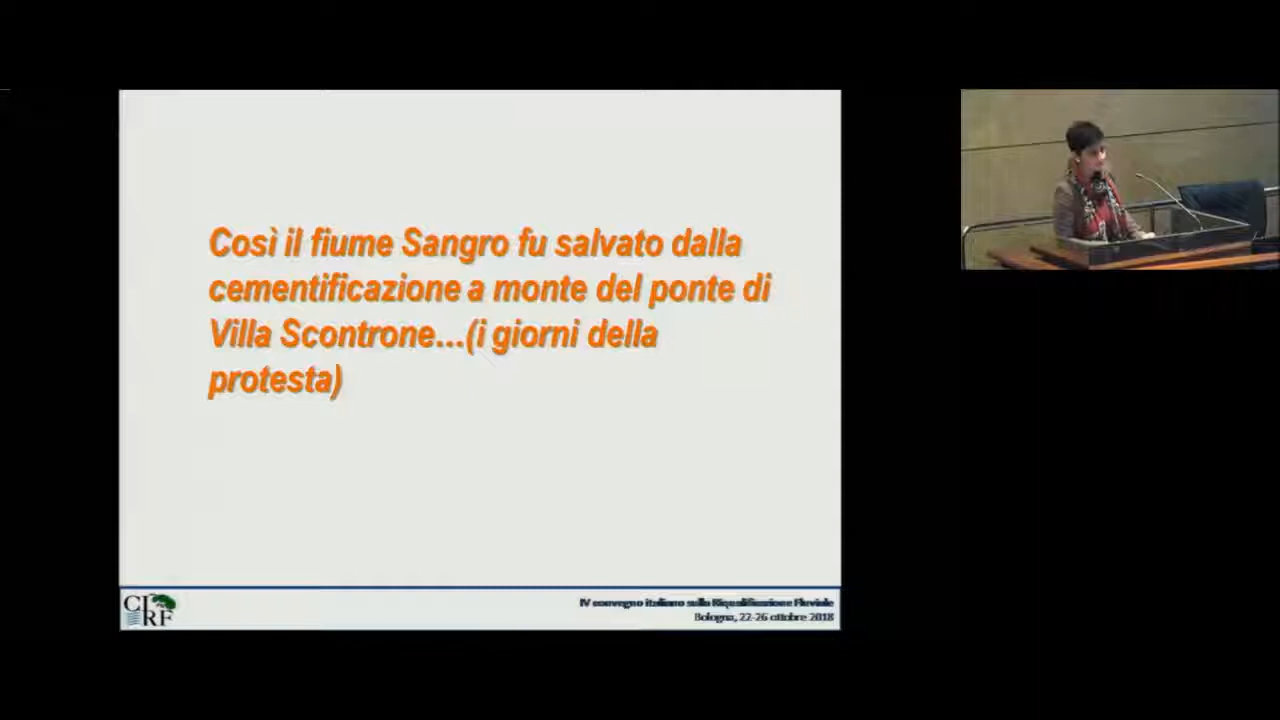 Così il fiume Sangro fu salvato dalla
cementificazione a monte del ponte di
Villa Scontrone...(i giorni della
protesta)
CIRF
IV convegno italiano sulla Riqualificazione Fluviale
Bologna, 22-26 ottobre 2018